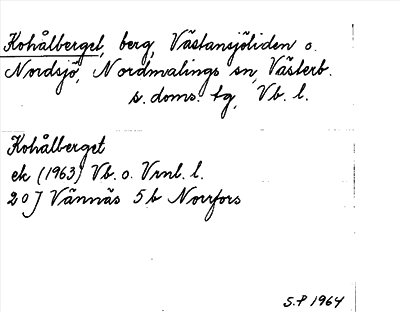 Kohålberget, berg, Västansjöliden o.
Nordsjö, Nordmalings sn, Västerb.
s. doms. tg, Vb. l.
Kohålberget
ek (1963) Vb. o. Vrnl. l.
20 J Vännäs 5 b Norrfors
S.P 1964